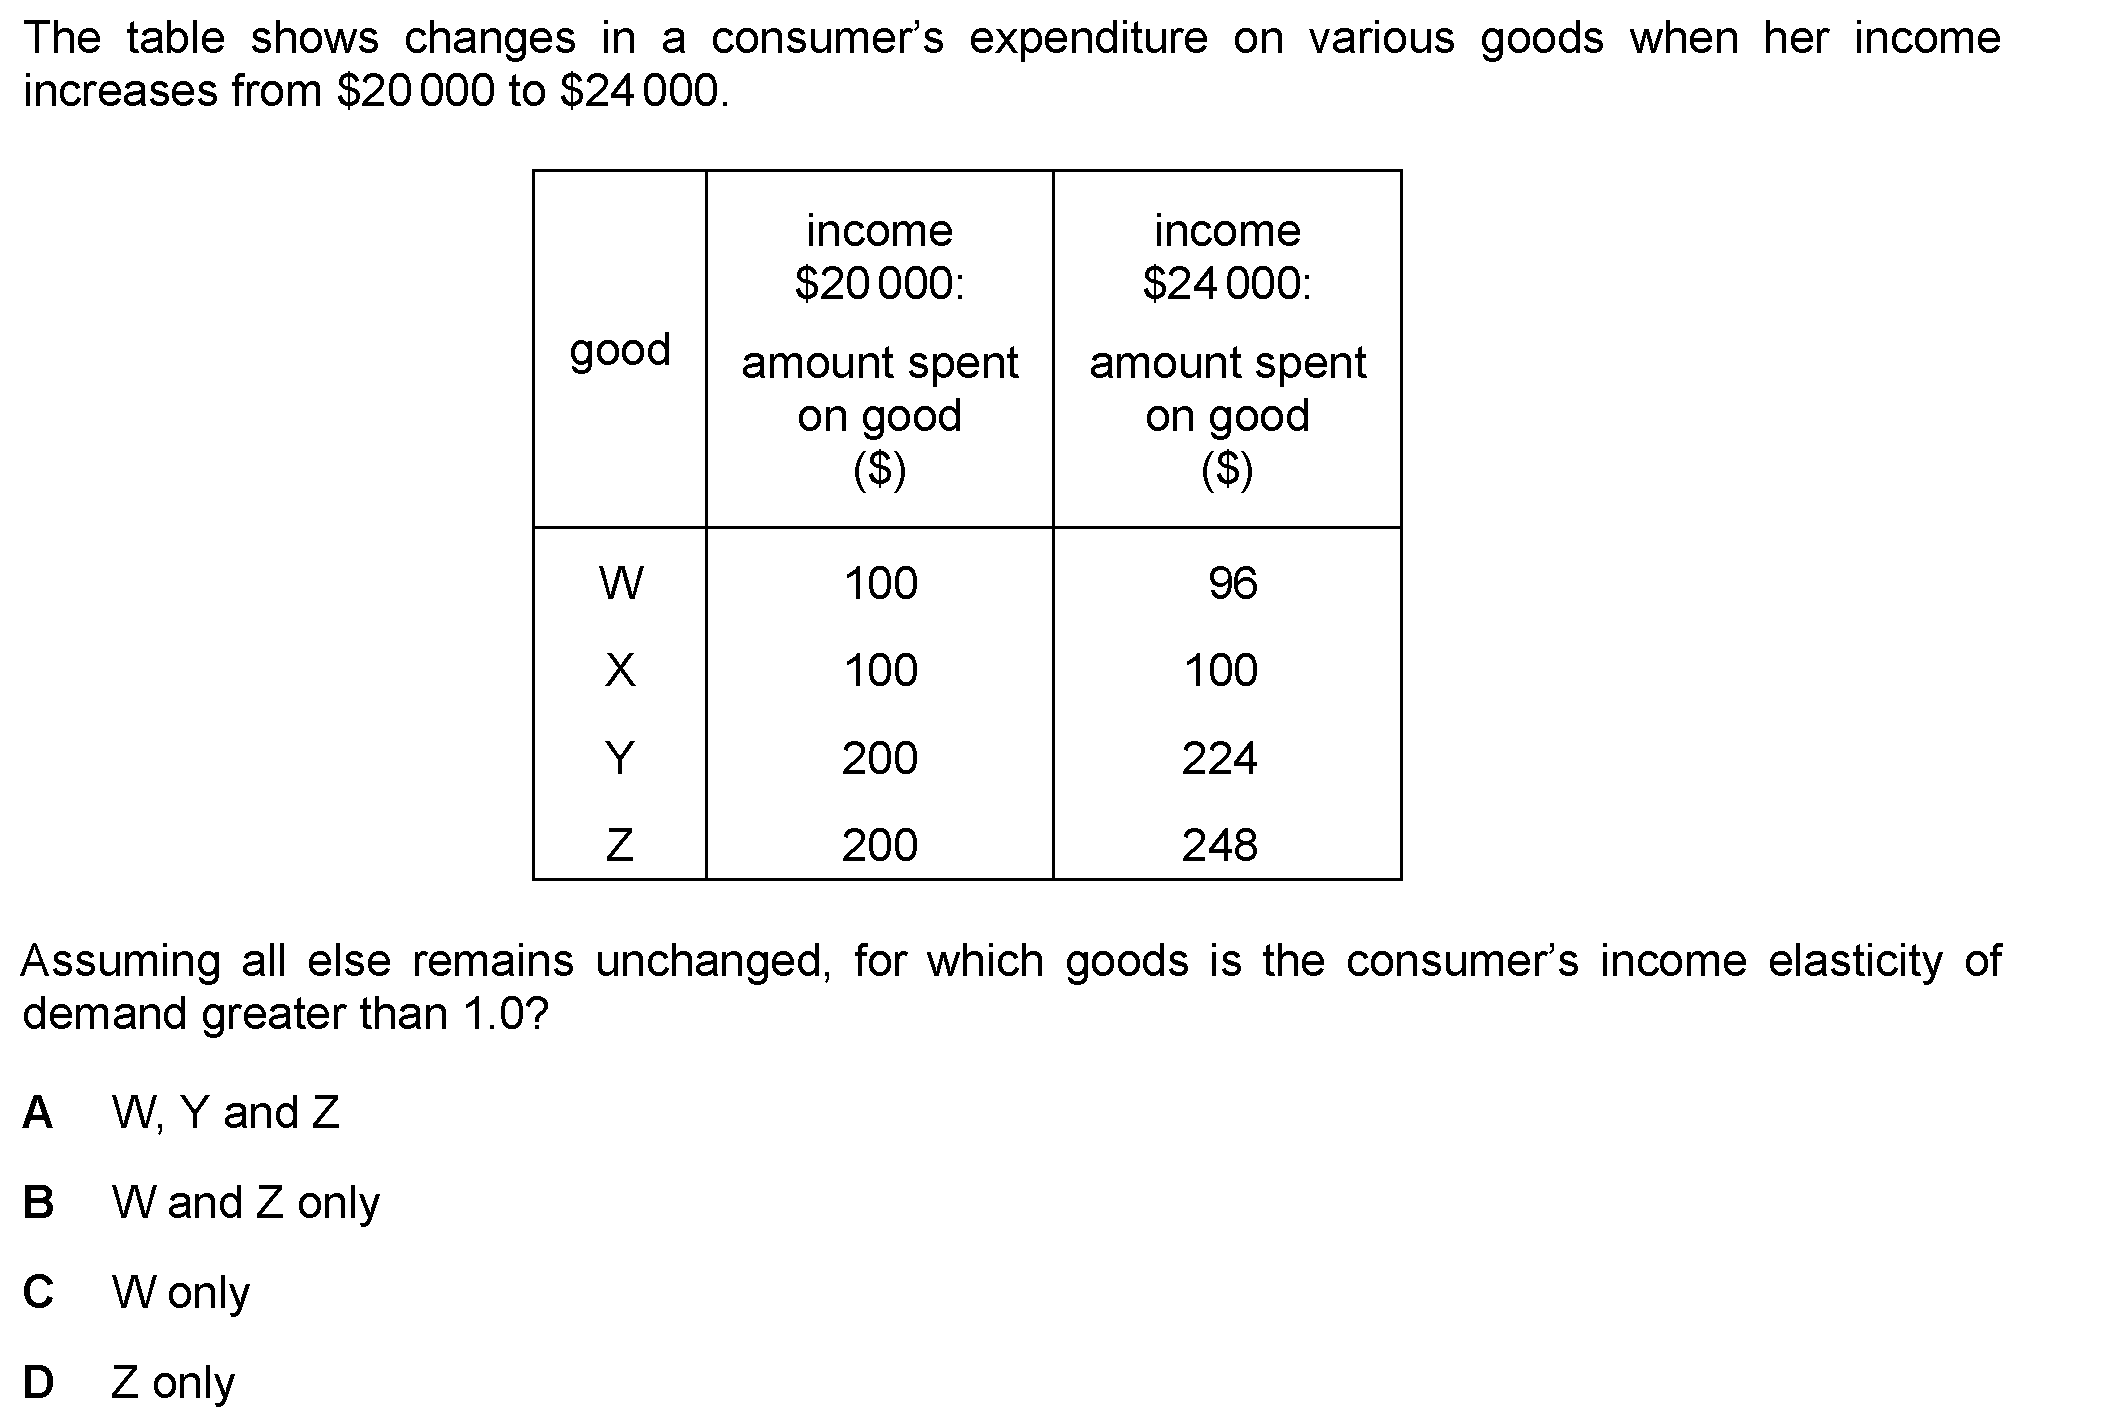 The table shows changes in a consumer’s expenditure on various goods when her income
increases from $20 000 to $24 000.
good
income
$20 000:
amount spent
on good
($)
income
$24 000:
amount spent
on good
($)
W 100 96
X 100 100
Y 200 224
Z 200 248
Assuming all else remains unchanged, for which goods is the consumer’s income elasticity of
demand greater than 1.0?
A W, Y and Z
B W and Z only
C W only
D Z only